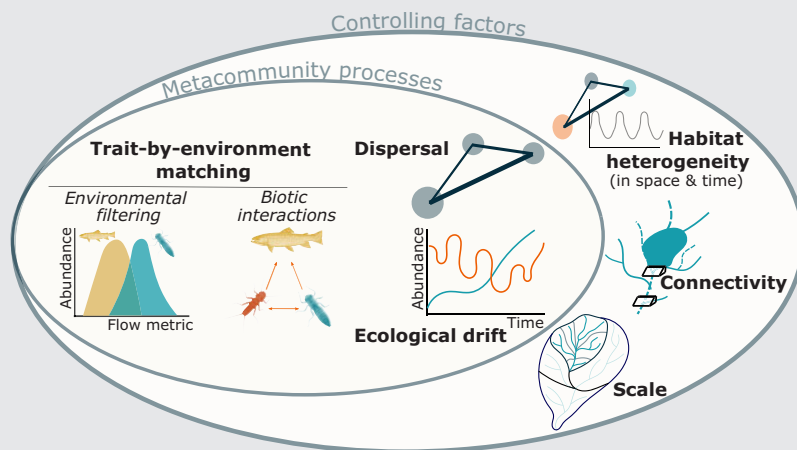 Controlling factors
Metacommunity processes
Trait-by-environment
matching
Environmental
filtering
Biotic
interactions
Abundance
Flow metric
Dispersal
Abundance
Time
Ecological drift
Habitat
heterogeneity
(in space & time)
Connectivity
Scale